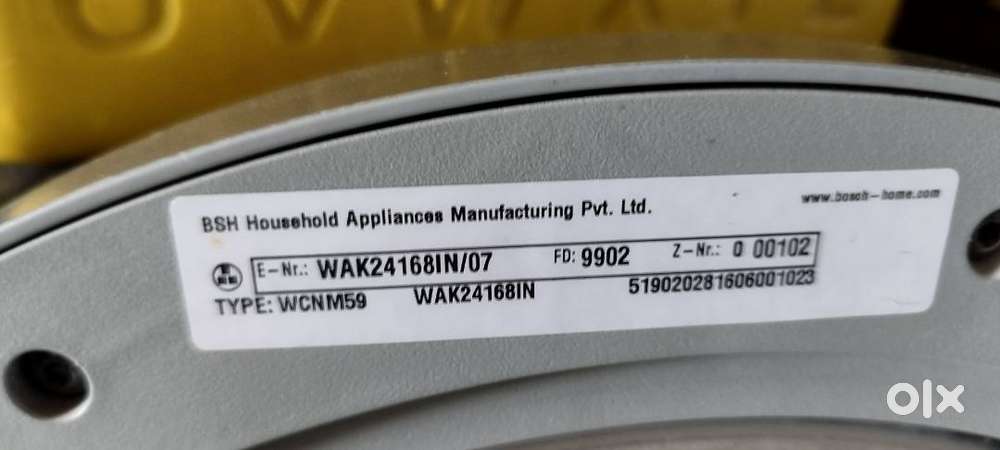 BSH Household Appliances Manufacturing Pvt. Ltd.
www.bosch-home.com
E-Nr.: WAK24168IN/07 FD: 9902 Z-Nr.: 0 00102
TYPE: WCNM59 WAK24168IN 519020281606001023
olx